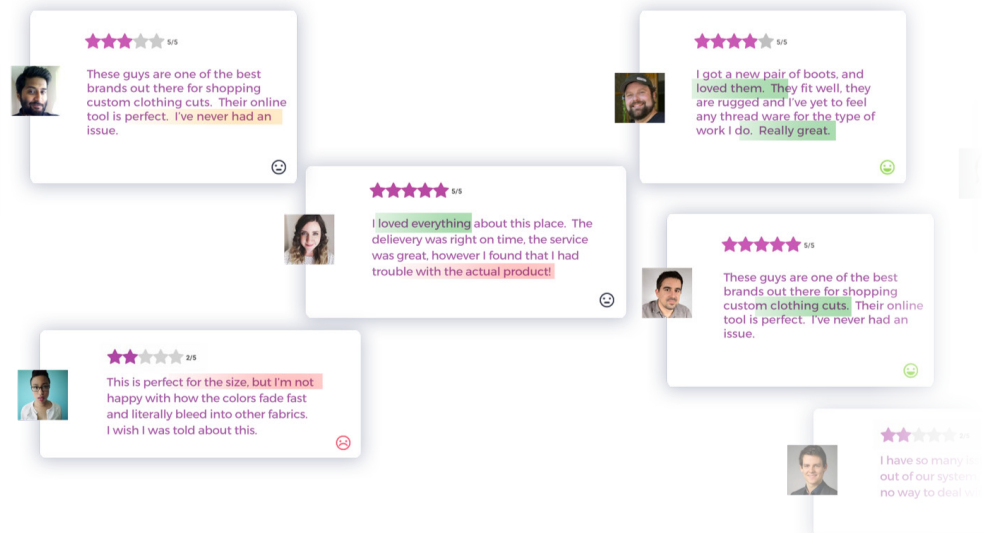 5/5
These guys are one of the best
brands out there for shopping
custom clothing cuts. Their online
tool is perfect. I've never had an
issue.
5/5
I got a new pair of boots, and
loved them. They fit well, they
are rugged and I've yet to feel
any thread ware for the type of
work I do. Really great.
5/5
I loved everything about this place. The
delievery was right on time, the service
was great, however I found that I had
trouble with the actual product!
5/5
These guys are one of the best
brands out there for shopping
custom clothing cuts. Their online
tool is perfect. I've never had an
issue.
2/5
This is perfect for the size, but I'm not
happy with how the colors fade fast
and literally bleed into other fabrics.
I wish I was told about this.
I have so many
out of our system
no way to deal